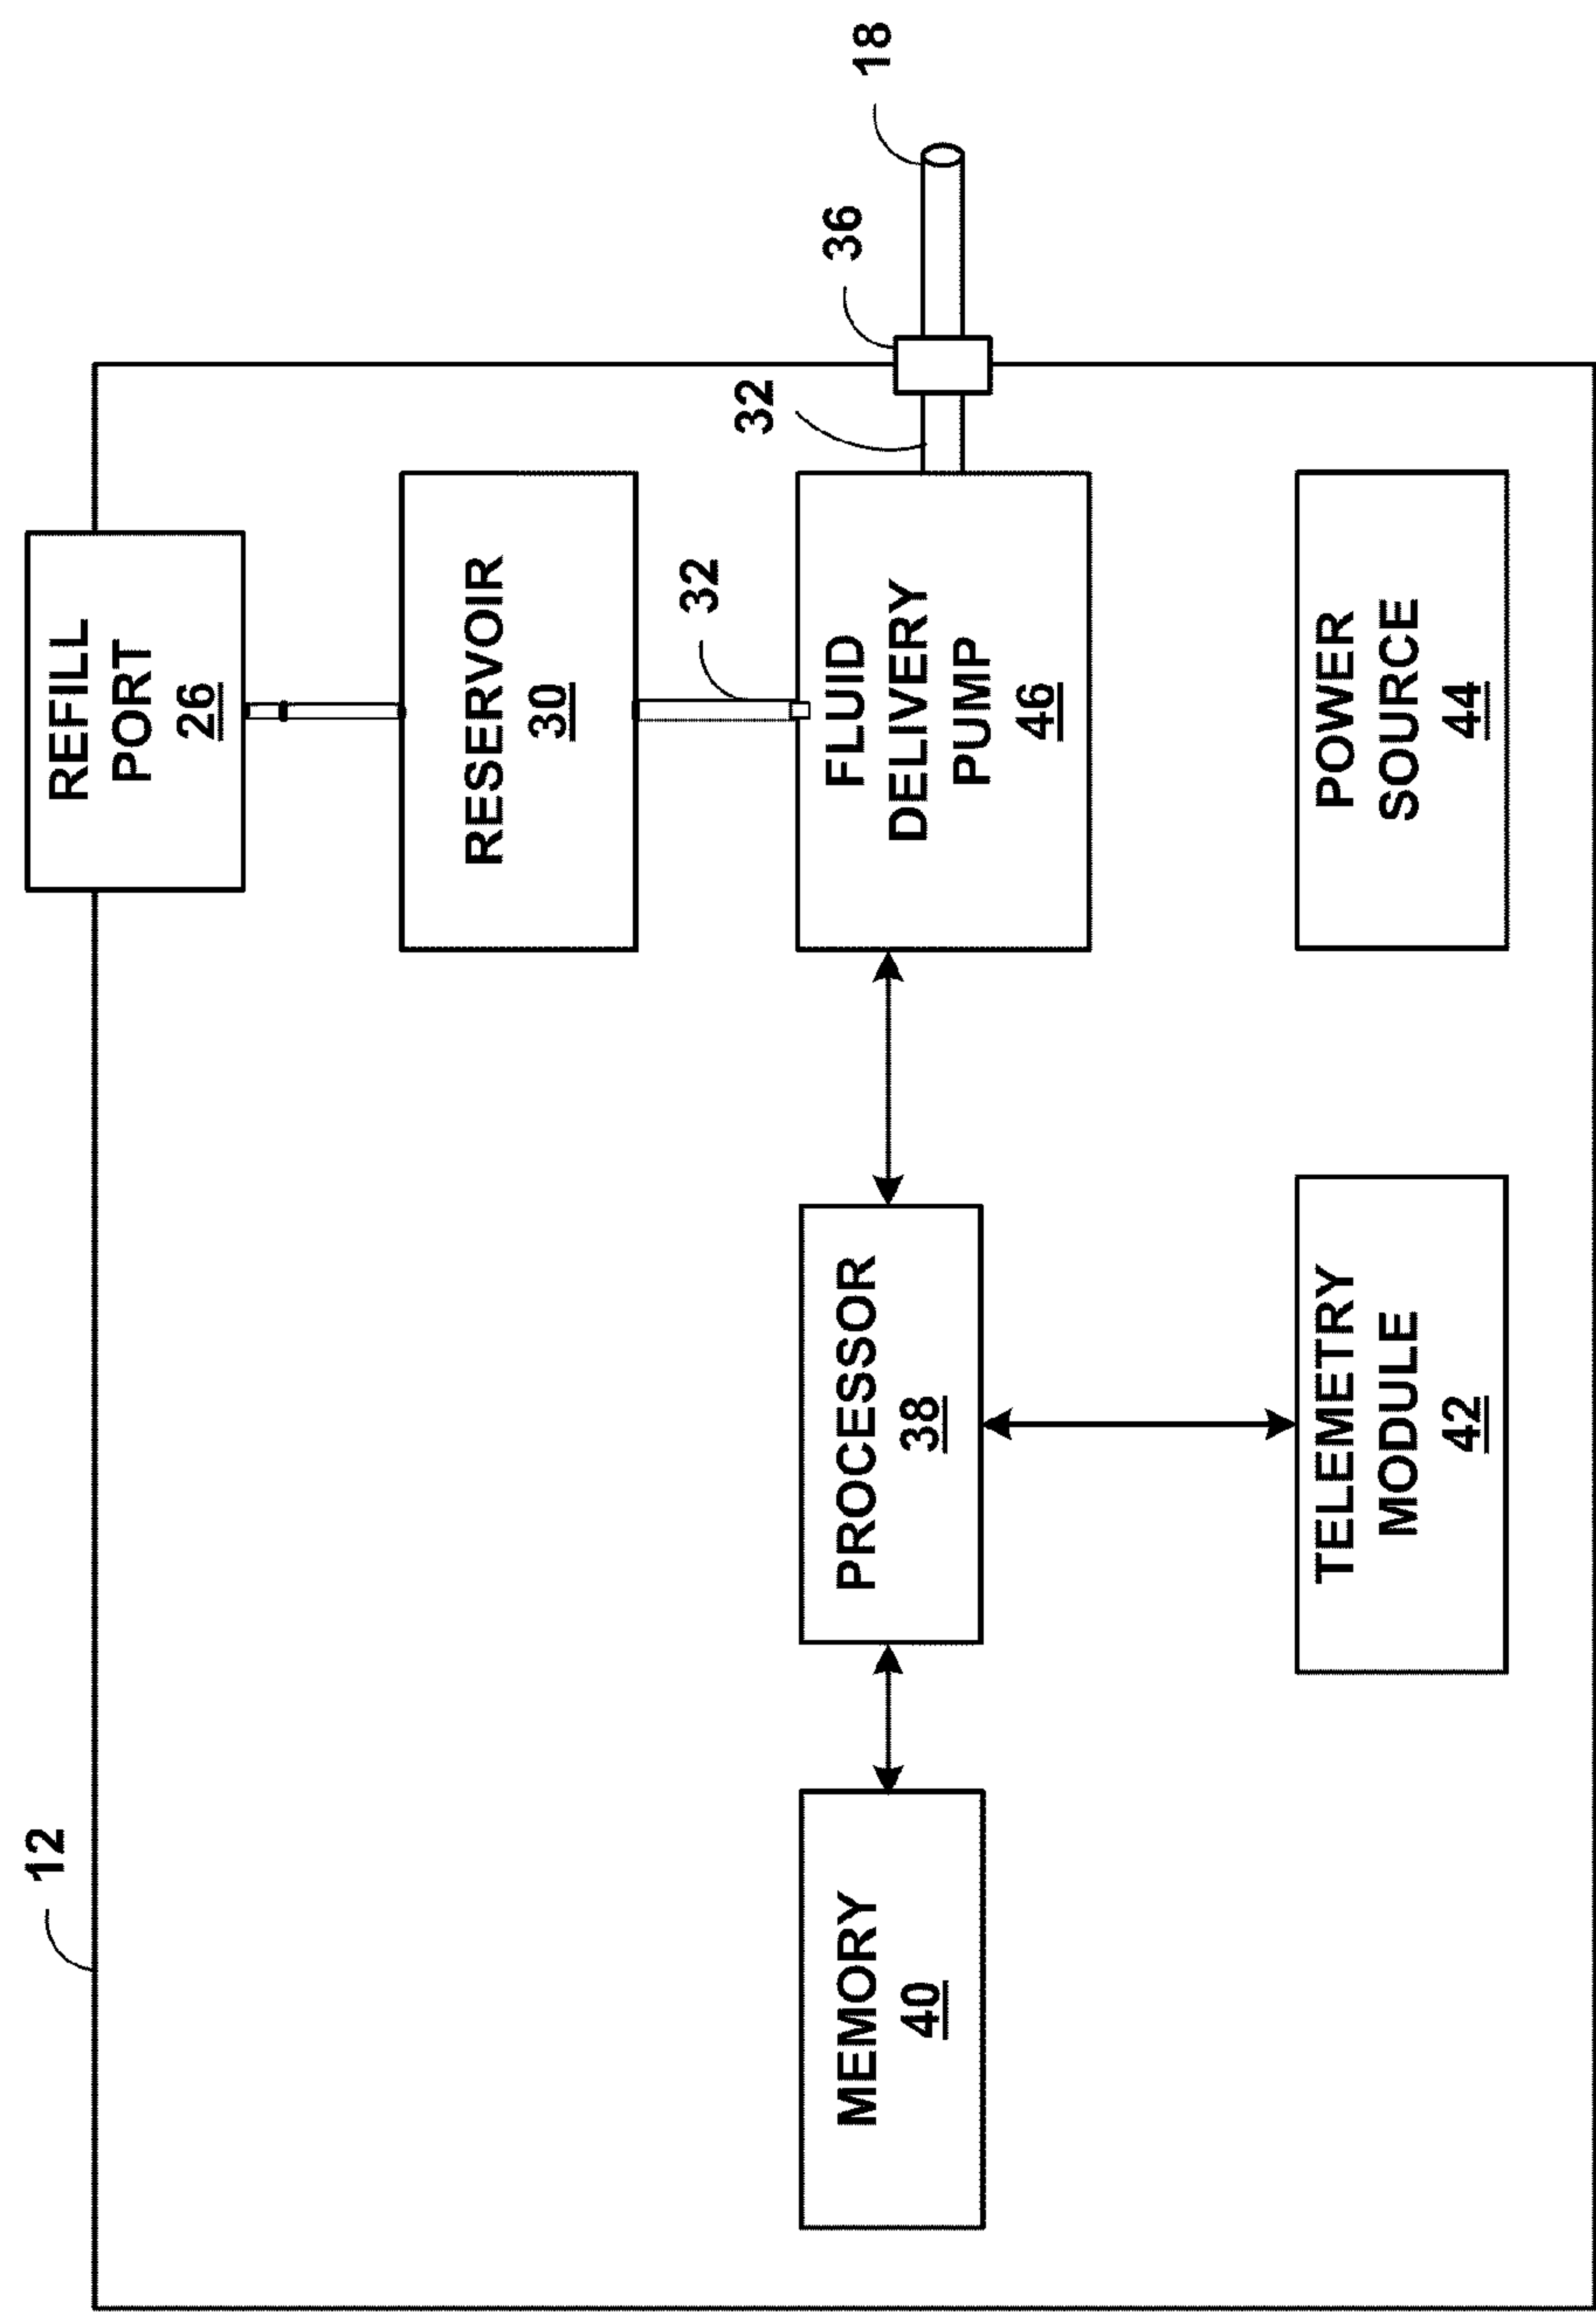 12
REFILL
PORT
26
RESERVOIR
30
32
32
36
18
MEMORY
40
PROCESSOR
38
FLUID
DELIVERY
PUMP
46
TELEMETRY
MODULE
42
POWER
SOURCE
44